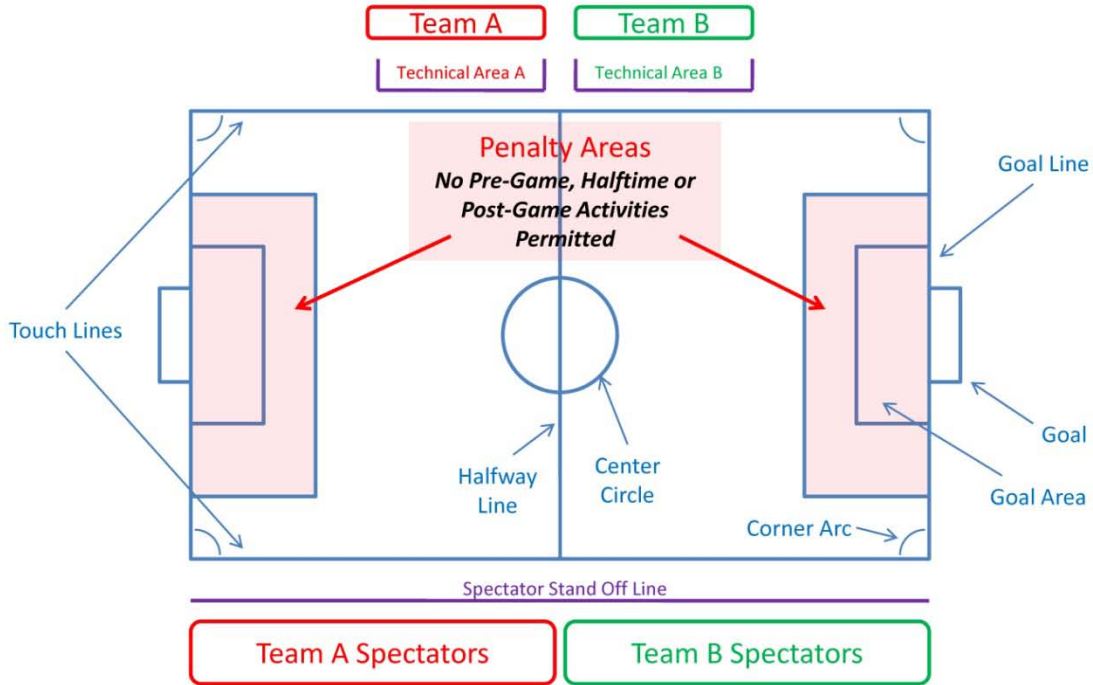 Team A
Team B
Technical Area A
Technical Area B
Penalty Areas
No Pre-Game, Halftime or
Post-Game Activities
Permitted
Goal Line
Touch Lines
Goal
Halfway
Line
Center
Circle
Goal Area
Corner Arc
Spectator Stand Off Line
Team A Spectators
Team B Spectators